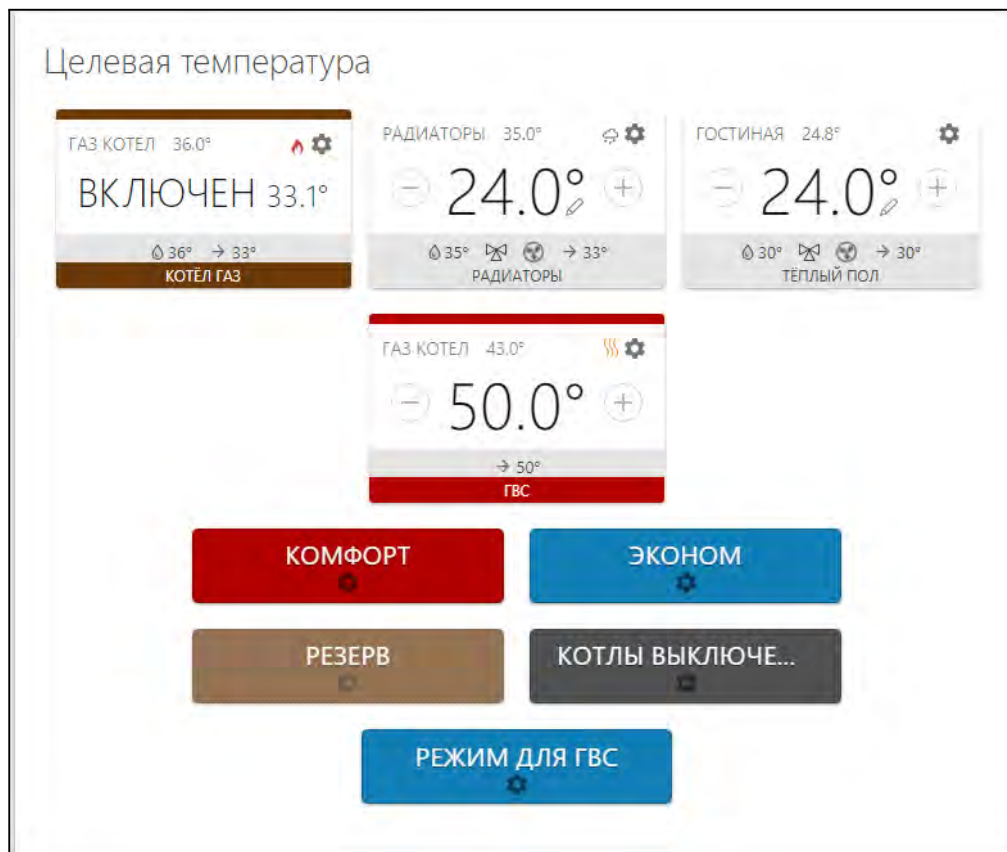 Целевая температура
ГАЗ КОТЕЛ 36.0°
ВКЛЮЧЕН 33.1°
36° → 33°
КОТЁЛ ГАЗ
РАДИАТОРЫ 35.0°
24.0°
35° → 33°
РАДИАТОРЫ
ГОСТИНАЯ 24.8°
24.0°
30° → 30°
ТЁПЛЫЙ ПОЛ
ГАЗ КОТЕЛ 43.0°
50.0°
→ 50°
ГВС
КОМФОРТ
ЭКОНОМ
РЕЗЕРВ
КОТЛЫ ВЫКЛЮЧЕ...
РЕЖИМ ДЛЯ ГВС